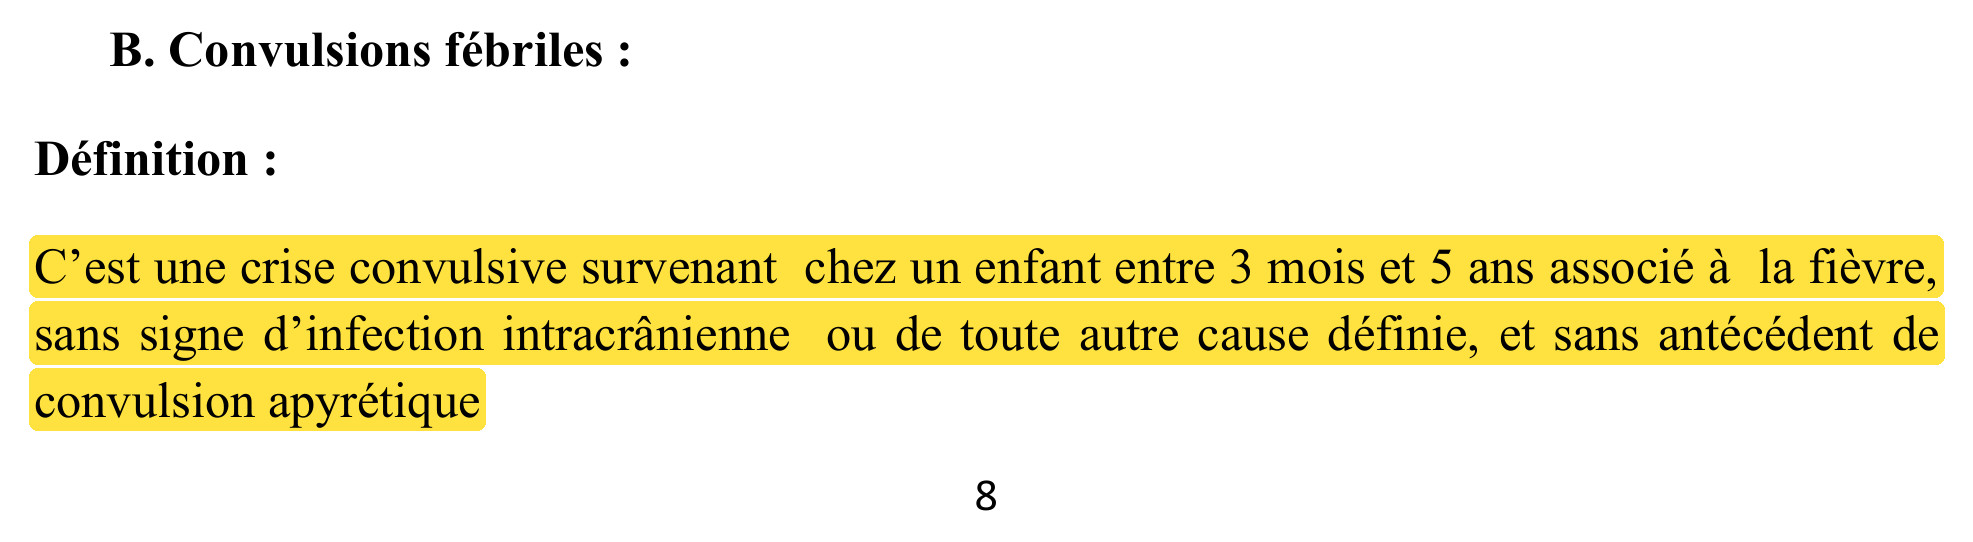 B. Convulsions fébriles :
Définition :
C’est une crise convulsive survenant  chez un enfant entre 3 mois et 5 ans associé à  la fièvre,
sans signe d’infection intracrânienne  ou de toute autre cause définie, et sans antécédent de
convulsion apyrétique
8